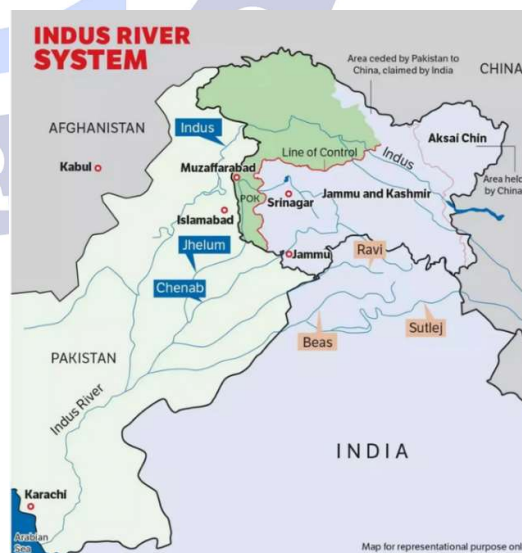 INDUS RIVER
SYSTEM
Area ceded by Pakistan to
China, claimed by India
CHINA
AFGHANISTAN
Indus
Aksai Chin
Line of Control
Indus
Kabul
Muzaffarabad
Area held
by China
POK
Srinagar
Jammu and Kashmir
Islamabad
Jhelum
Jammu
Ravi
Chenab
Beas
Sutlej
PAKISTAN
Indus River
INDIA
Karachi
Arabian
Sea
Map for representational purpose onl